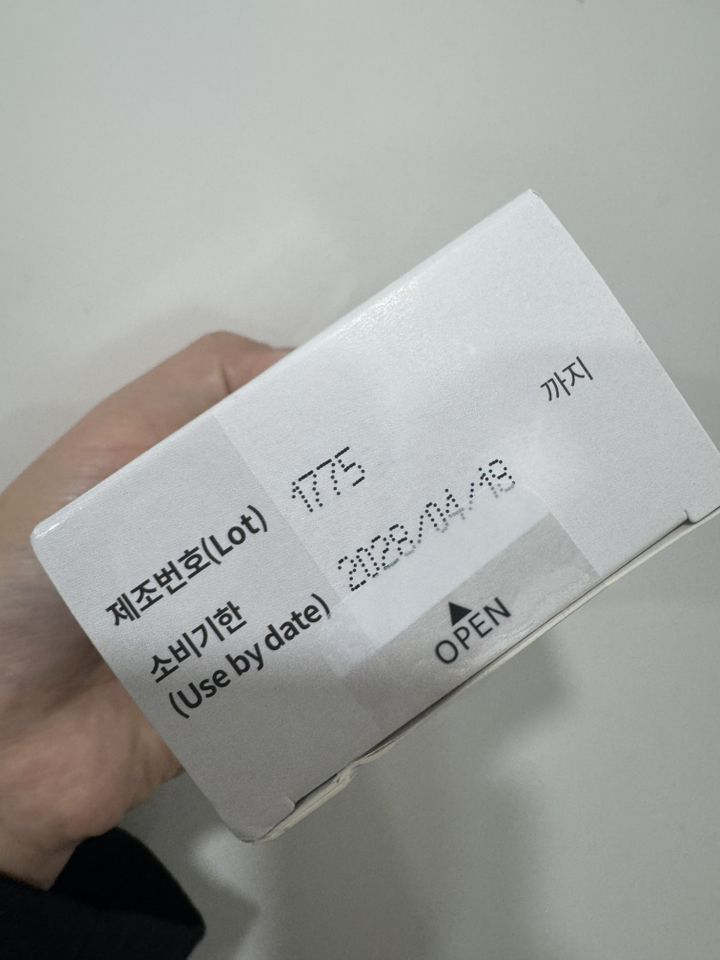 제조번호(Lot) 1775
소비기한
(Use by date) 2028/04/18 까지
▲
OPEN